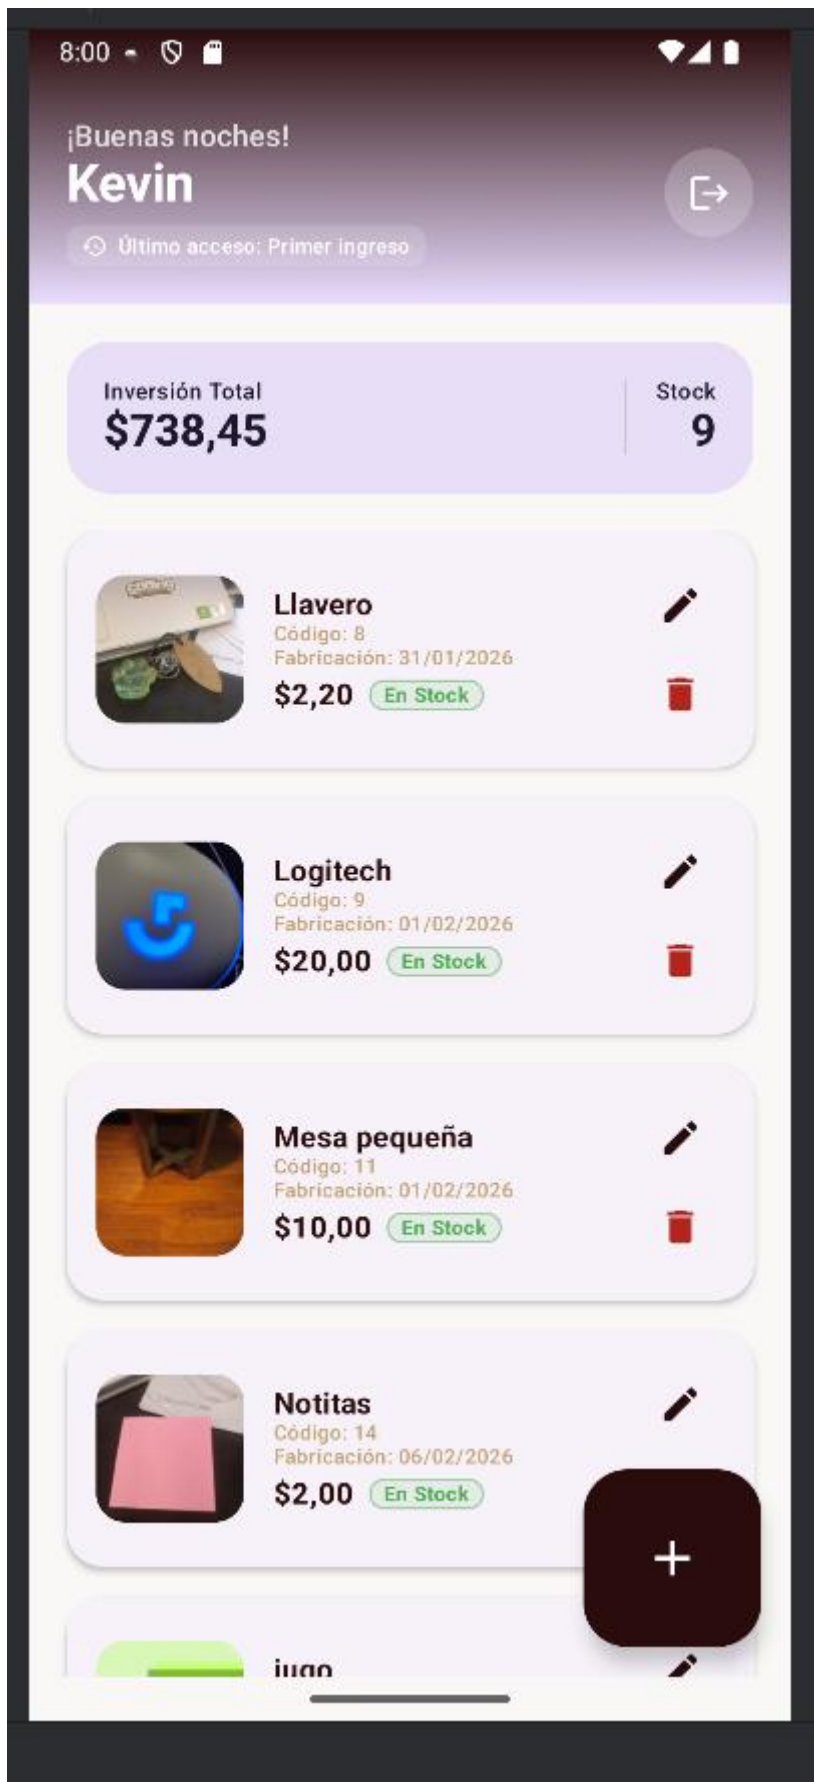 8:00
¡Buenas noches!
Kevin
Último acceso: Primer ingreso
Inversión Total
$738,45
Stock
9
Llavero
Código: 8
Fabricación: 31/01/2026
$2,20 En Stock
Logitech
Código: 9
Fabricación: 01/02/2026
$20,00 En Stock
Mesa pequeña
Código: 11
Fabricación: 01/02/2026
$10,00 En Stock
Notitas
Código: 14
Fabricación: 06/02/2026
$2,00 En Stock
+
jugo